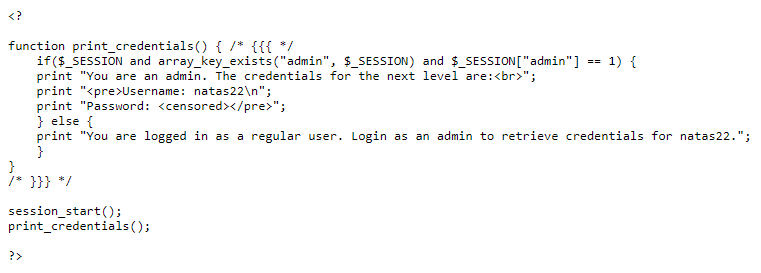 <?
function print_credentials() { /* {{{ */
    if($_SESSION and array_key_exists("admin", $_SESSION) and $_SESSION["admin"] == 1) {
    print "You are an admin. The credentials for the next level are:<br>";
    print "<pre>Username: natas22\n";
    print "Password: <censored></pre>";
    } else {
    print "You are logged in as a regular user. Login as an admin to retrieve credentials for natas22.";
    }
}
/* }}} */
session_start();
print_credentials();
?>